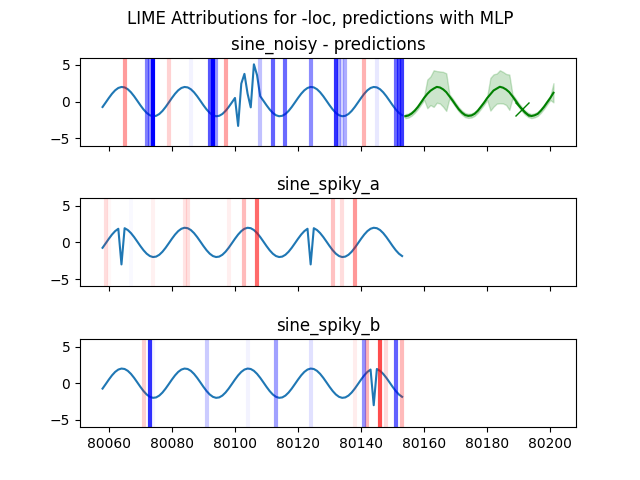 LIME Attributions for -loc, predictions with MLP
sine_noisy - predictions
5
0
−5
sine_spiky_a
5
0
−5
sine_spiky_b
5
0
−5
80060 80080 80100 80120 80140 80160 80180 80200